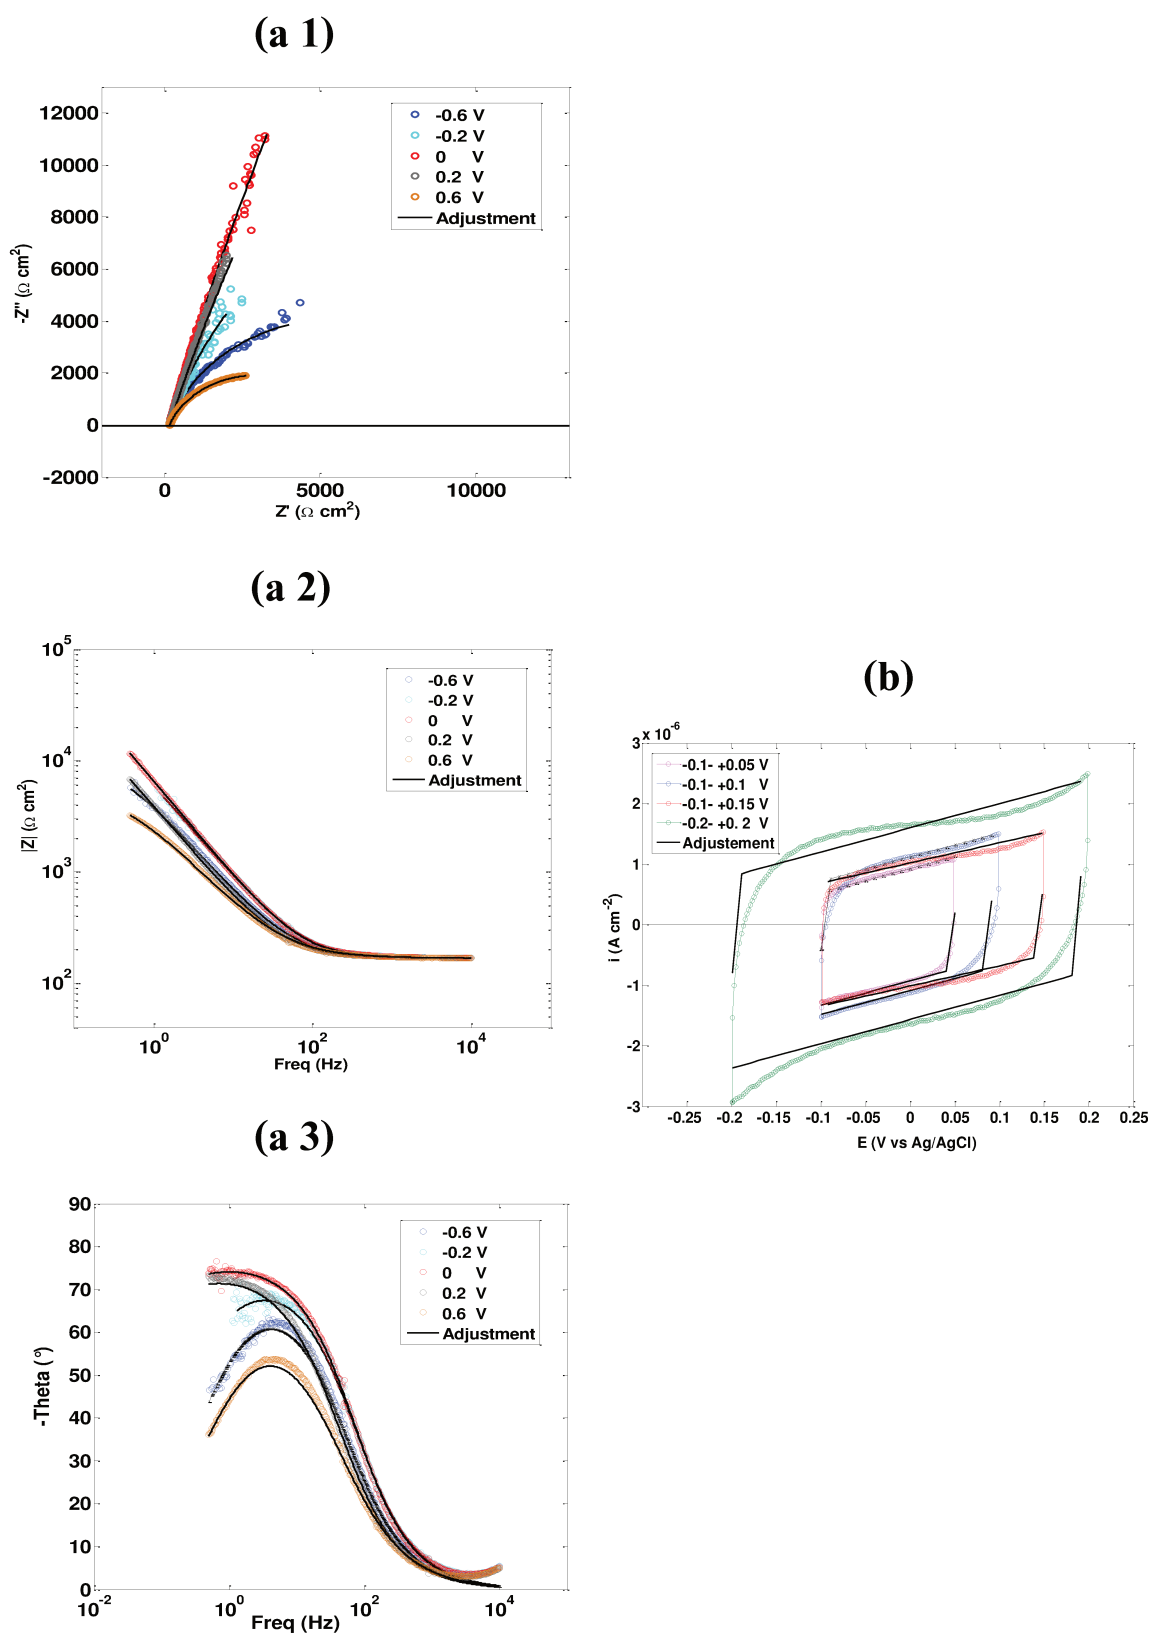 (a 1)
12000
10000
8000
6000
4000
2000
0
-2000
-Z'' (Ω cm²)
-0.6 V
-0.2 V
0 V
0.2 V
0.6 V
Adjustment
0 5000 10000
Z' (Ω cm²)
(a 2)
10⁵
10⁴
10³
10²
|Z| (Ω cm²)
-0.6 V
-0.2 V
0 V
0.2 V
0.6 V
Adjustment
10⁰ 10² 10⁴
Freq (Hz)
(b)
x 10⁻⁶
3
2
1
0
-1
-2
-3
i (A cm⁻²)
-0.1- +0.05 V
-0.1- +0.1 V
-0.1- +0.15 V
-0.2- +0. 2 V
Adjustement
-0.25 -0.2 -0.15 -0.1 -0.05 0 0.05 0.1 0.15 0.2 0.25
E (V vs Ag/AgCl)
(a 3)
90
80
70
60
50
40
30
20
10
0
-Theta (°)
-0.6 V
-0.2 V
0 V
0.2 V
0.6 V
Adjustment
10⁻² 10⁰ 10² 10⁴
Freq (Hz)